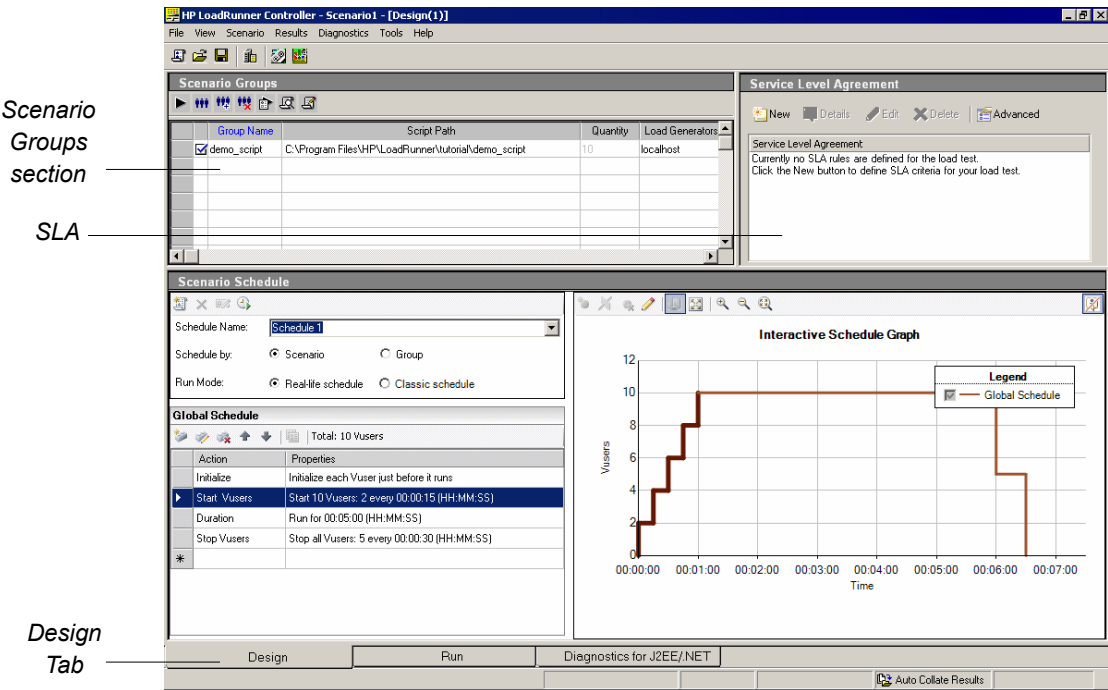 HP LoadRunner Controller - Scenario1 - [Design(1)]
File View Scenario Results Diagnostics Tools Help
Scenario Groups
Group Name Script Path Quantity Load Generators
demo_script C:\Program Files\HP\LoadRunner\tutorial\demo_script 10 localhost
Service Level Agreement
New Details Edit Delete Advanced
Service Level Agreement
Currently no SLA rules are defined for the load test.
Click the New button to define SLA criteria for your load test.
Scenario
Groups
section
SLA
Scenario Schedule
Schedule Name: Schedule 1
Schedule by: Scenario Group
Run Mode: Real-life schedule Classic schedule
Global Schedule
Total: 10 Vusers
Action Properties
Initialize Initialize each Vuser just before it runs
Start Vusers Start 10 Vusers: 2 every 00:00:15 (HH:MM:SS)
Duration Run for 00:05:00 (HH:MM:SS)
Stop Vusers Stop all Vusers: 5 every 00:00:30 (HH:MM:SS)
*
Interactive Schedule Graph
Legend
Global Schedule
Vusers
12
10
8
6
4
2
0
00:00:00 00:01:00 00:02:00 00:03:00 00:04:00 00:05:00 00:06:00 00:07:00
Time
Design
Tab
Design Run Diagnostics for J2EE/.NET
Auto Collate Results